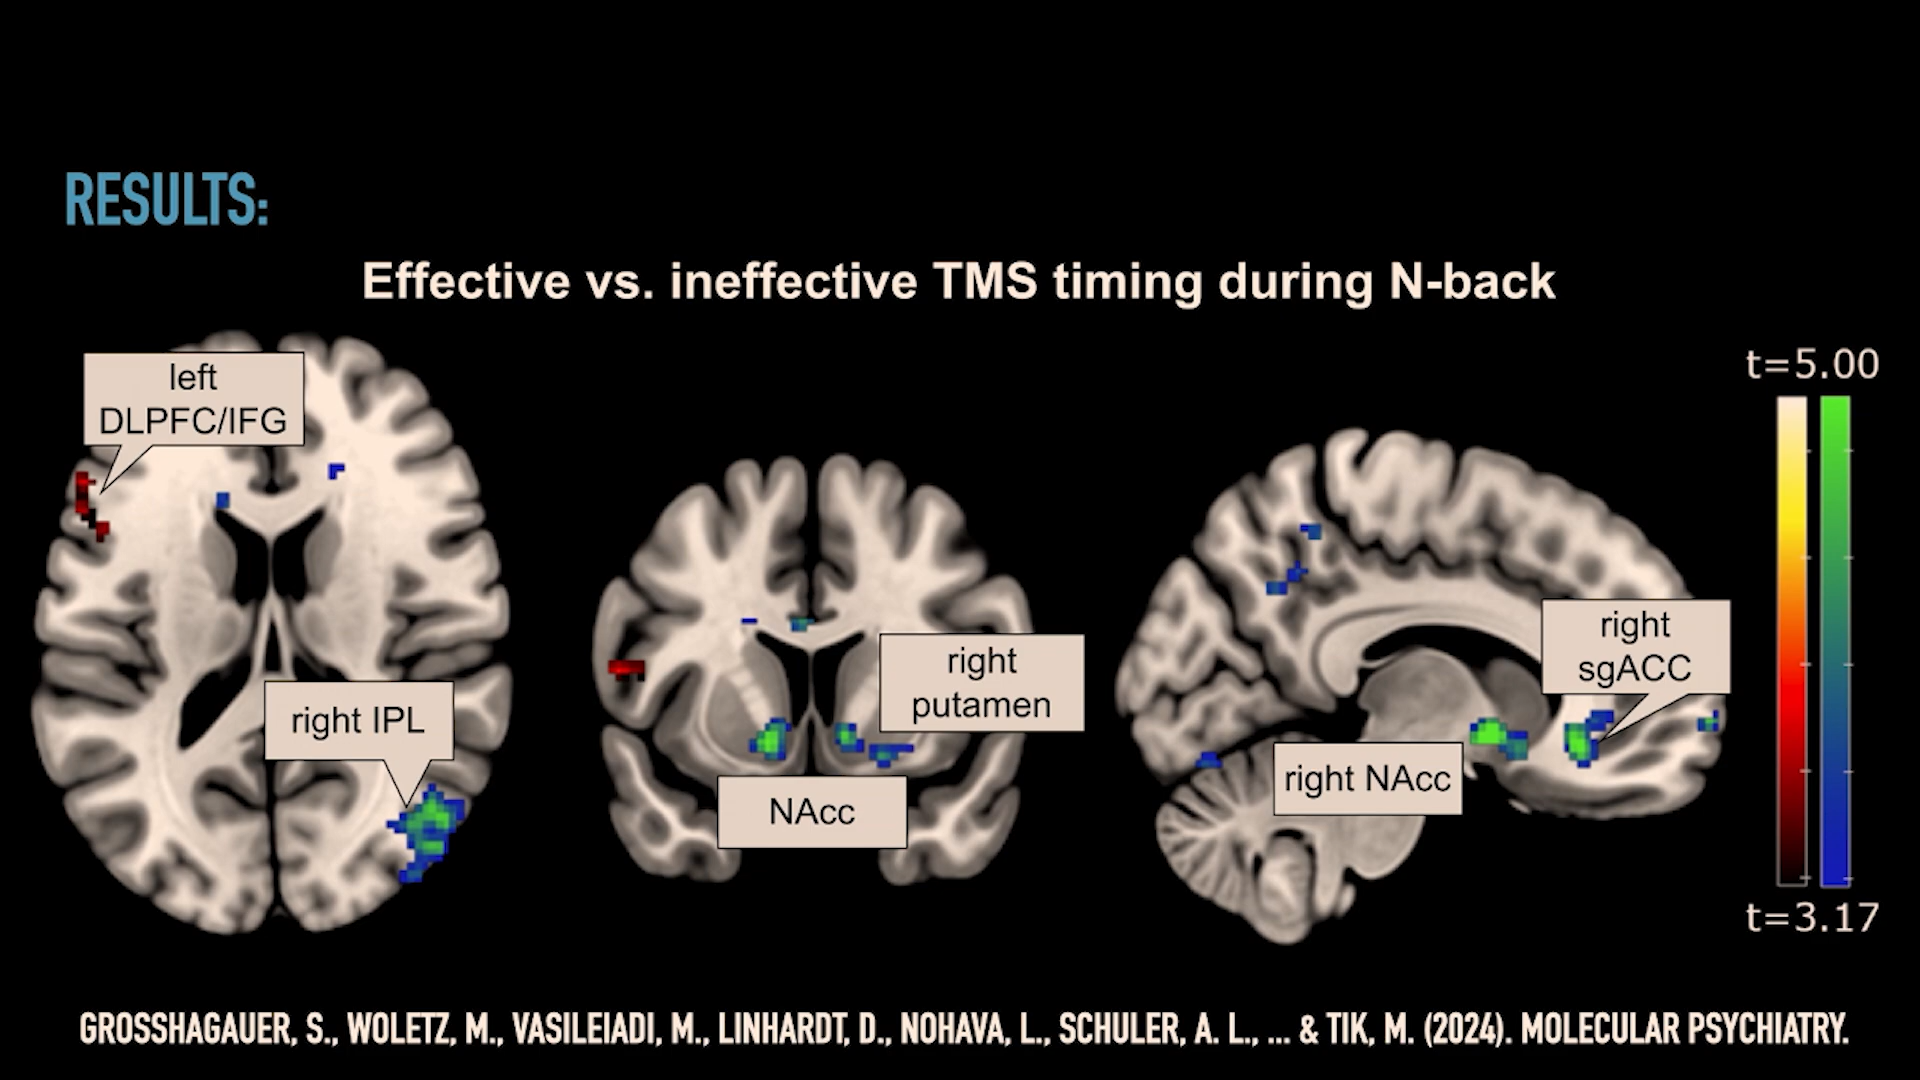 RESULTS:
Effective vs. ineffective TMS timing during N-back
left
DLPFC/IFG
right IPL
right
putamen
NAcc
right
sgACC
right NAcc
t=5.00
t=3.17
GROSSHAGAUER, S., WOLETZ, M., VASILEIADI, M., LINHARDT, D., NOHAVA, L., SCHULER, A. L., ... & TIK, M. (2024). MOLECULAR PSYCHIATRY.